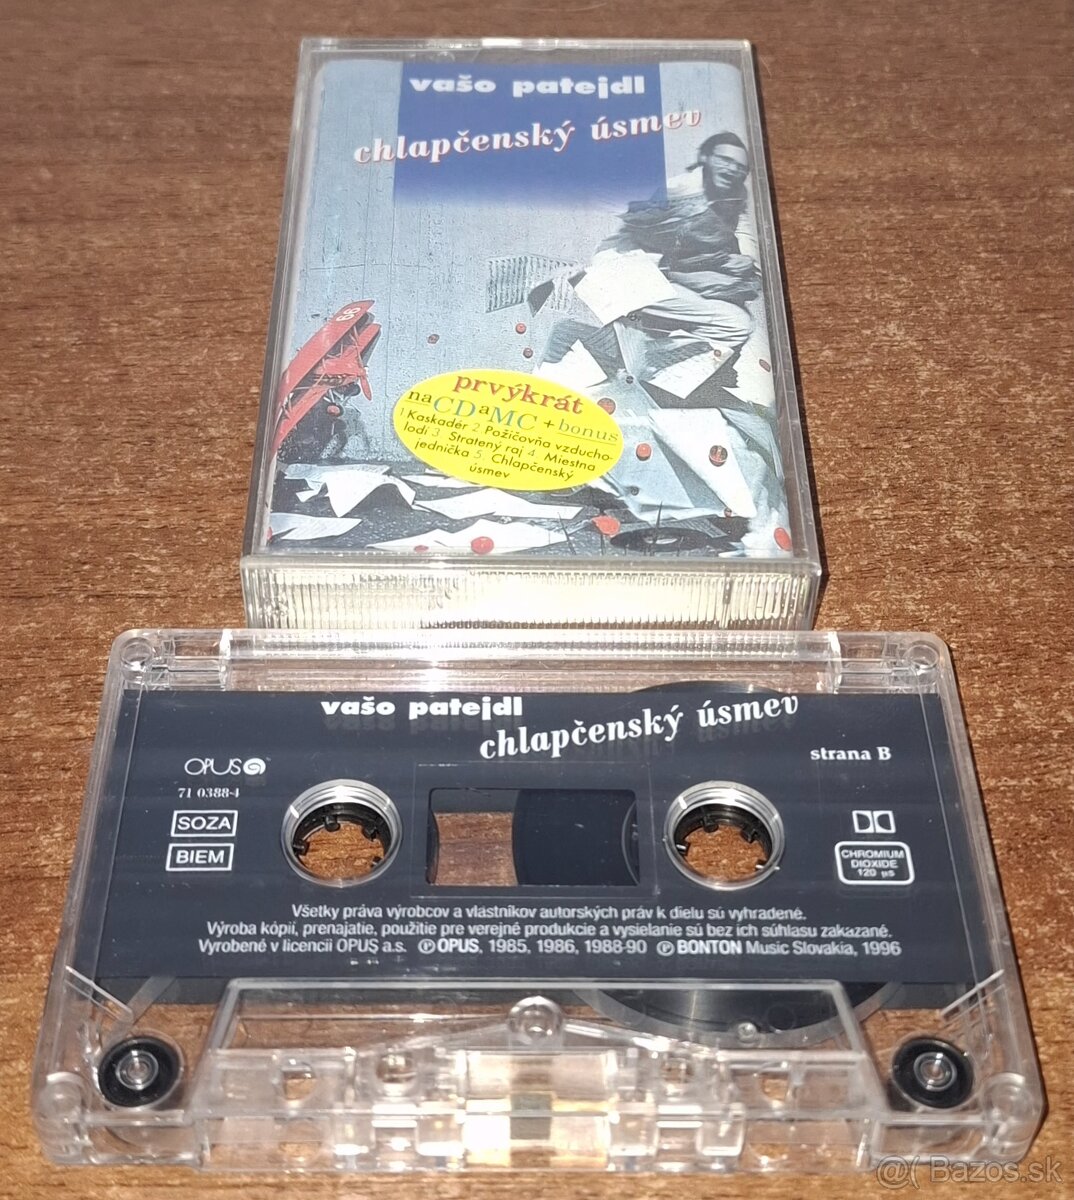 vašo patejdl
chlapčenský úsmev
66
prvýkrát
na CD a MC + bonus
1 Kaskadér 2. Požičovňa vzducho-
lodí 3. Stratený raj 4. Miestna
jednička 5. Chlapčenský
úsmev
vašo patejdl
chlapčenský úsmev
strana B
OPUS
71 0388-4
SOZA
BIEM
CHROMIUM
DIOXIDE
120 µs
Všetky práva výrobcov a vlastníkov autorských práv k dielu sú vyhradené.
Výroba kópií, prenajatie, použitie pre verejné produkcie a vysielanie sú bez ich súhlasu zakázané.
Vyrobené v licencii OPUS a.s. ℗ OPUS, 1985, 1986, 1988-90 ℗ BONTON Music Slovakia, 1996
@( Bazos.sk